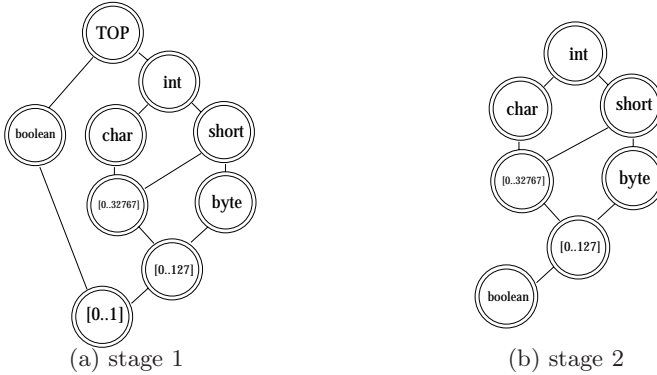 TOP
int
boolean
char
short
[0..32767]
byte
[0..127]
[0..1]
(a) stage 1
int
char
short
[0..32767]
byte
[0..127]
boolean
(b) stage 2